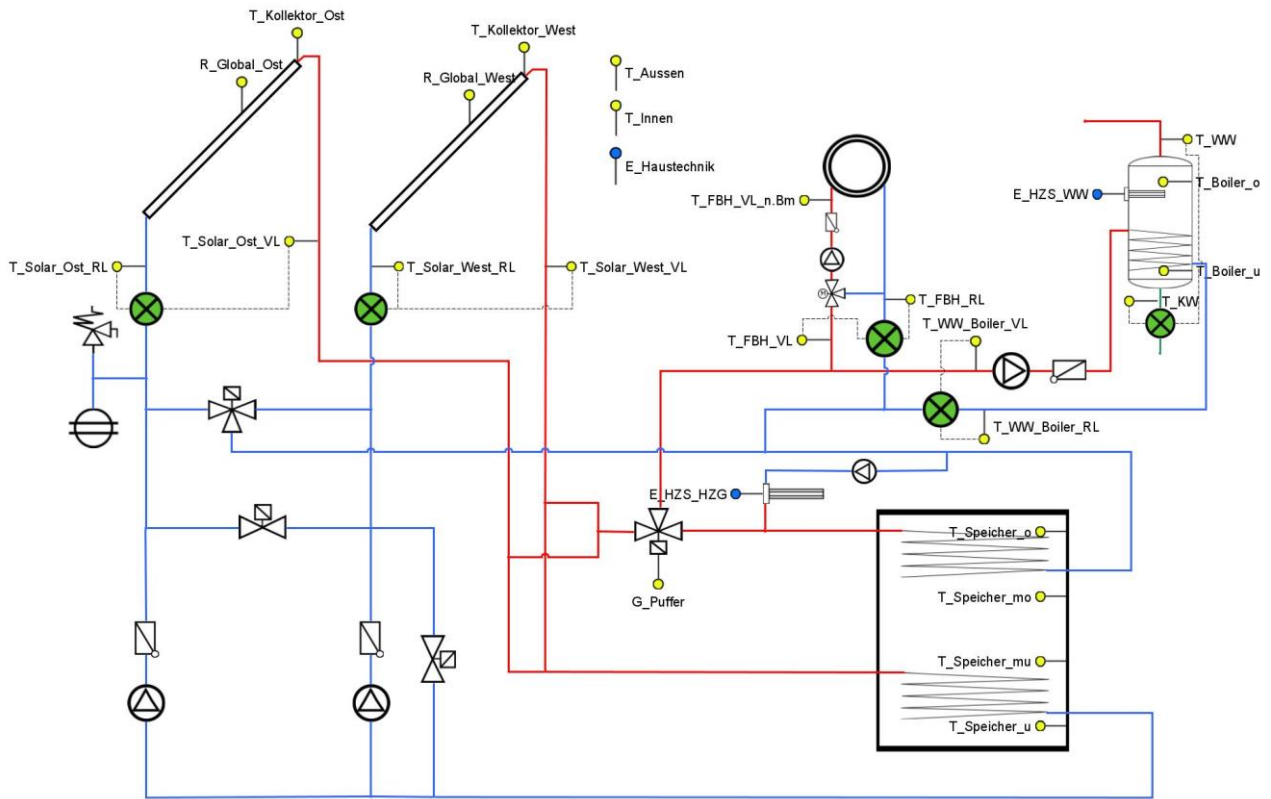 T_Kollektor_Ost
T_Kollektor_West
R_Global_Ost
R_Global_West
T_Aussen
T_Innen
E_Haustechnik
T_WW
T_Boiler_o
E_HZS_WW
T_FBH_VL_n.Bm
T_Solar_Ost_VL
T_Solar_Ost_RL
T_Solar_West_RL
T_Solar_West_VL
T_Boiler_u
M
T_FBH_RL
T_KW
T_WW_Boiler_VL
T_FBH_VL
T_WW_Boiler_RL
E_HZS_HZG
T_Speicher_o
G_Puffer
T_Speicher_mo
T_Speicher_mu
T_Speicher_u